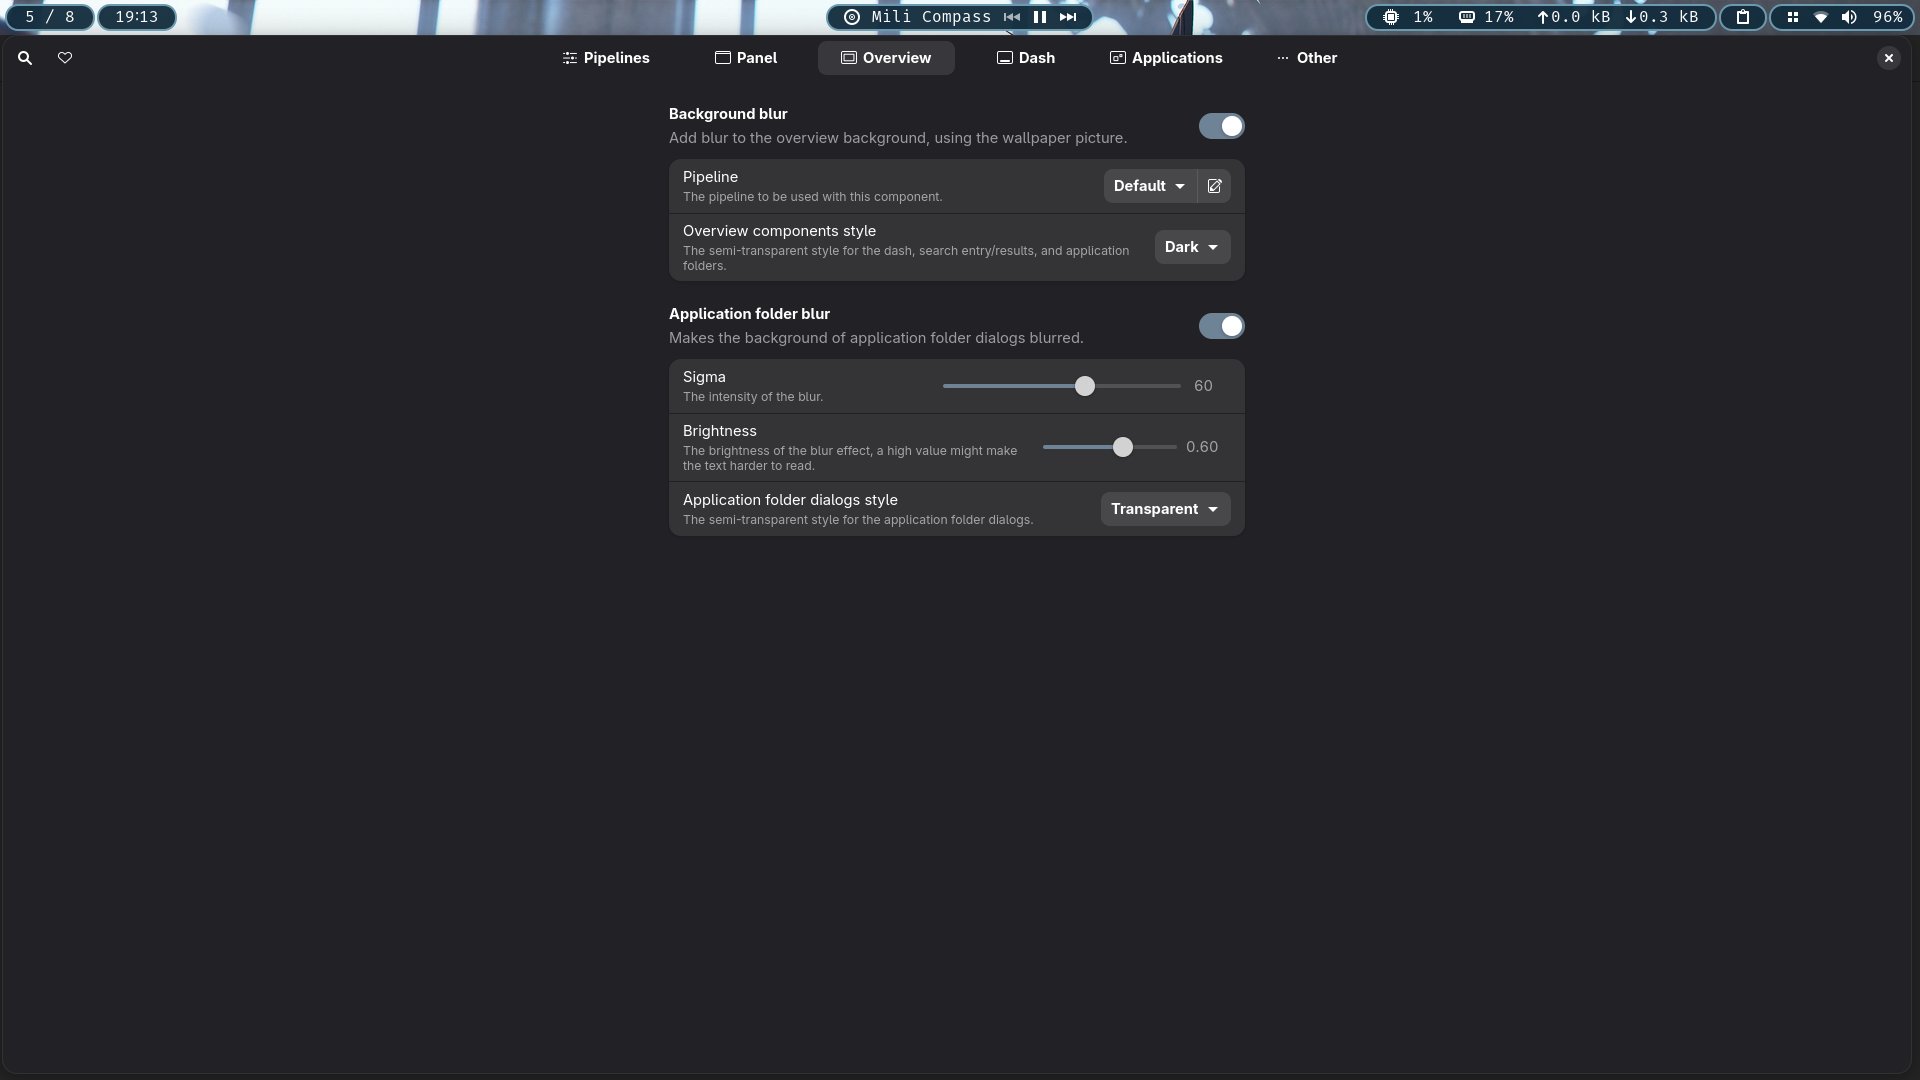 5 / 8
19:13
Mili Compass
1%
17%
0.0 kB
0.3 kB
96%
Pipelines
Panel
Overview
Dash
Applications
Other
Background blur
Add blur to the overview background, using the wallpaper picture.
Pipeline
The pipeline to be used with this component.
Default
Overview components style
The semi-transparent style for the dash, search entry/results, and application
folders.
Dark
Application folder blur
Makes the background of application folder dialogs blurred.
Sigma
The intensity of the blur.
60
Brightness
The brightness of the blur effect, a high value might make
the text harder to read.
0.60
Application folder dialogs style
The semi-transparent style for the application folder dialogs.
Transparent